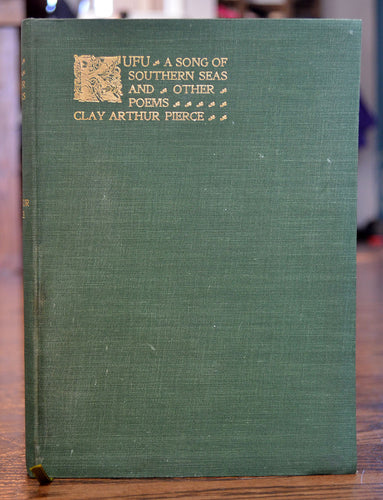 RUFU A SONG OF
SOUTHERN SEAS
AND OTHER
POEMS
CLAY ARTHUR PIERCE